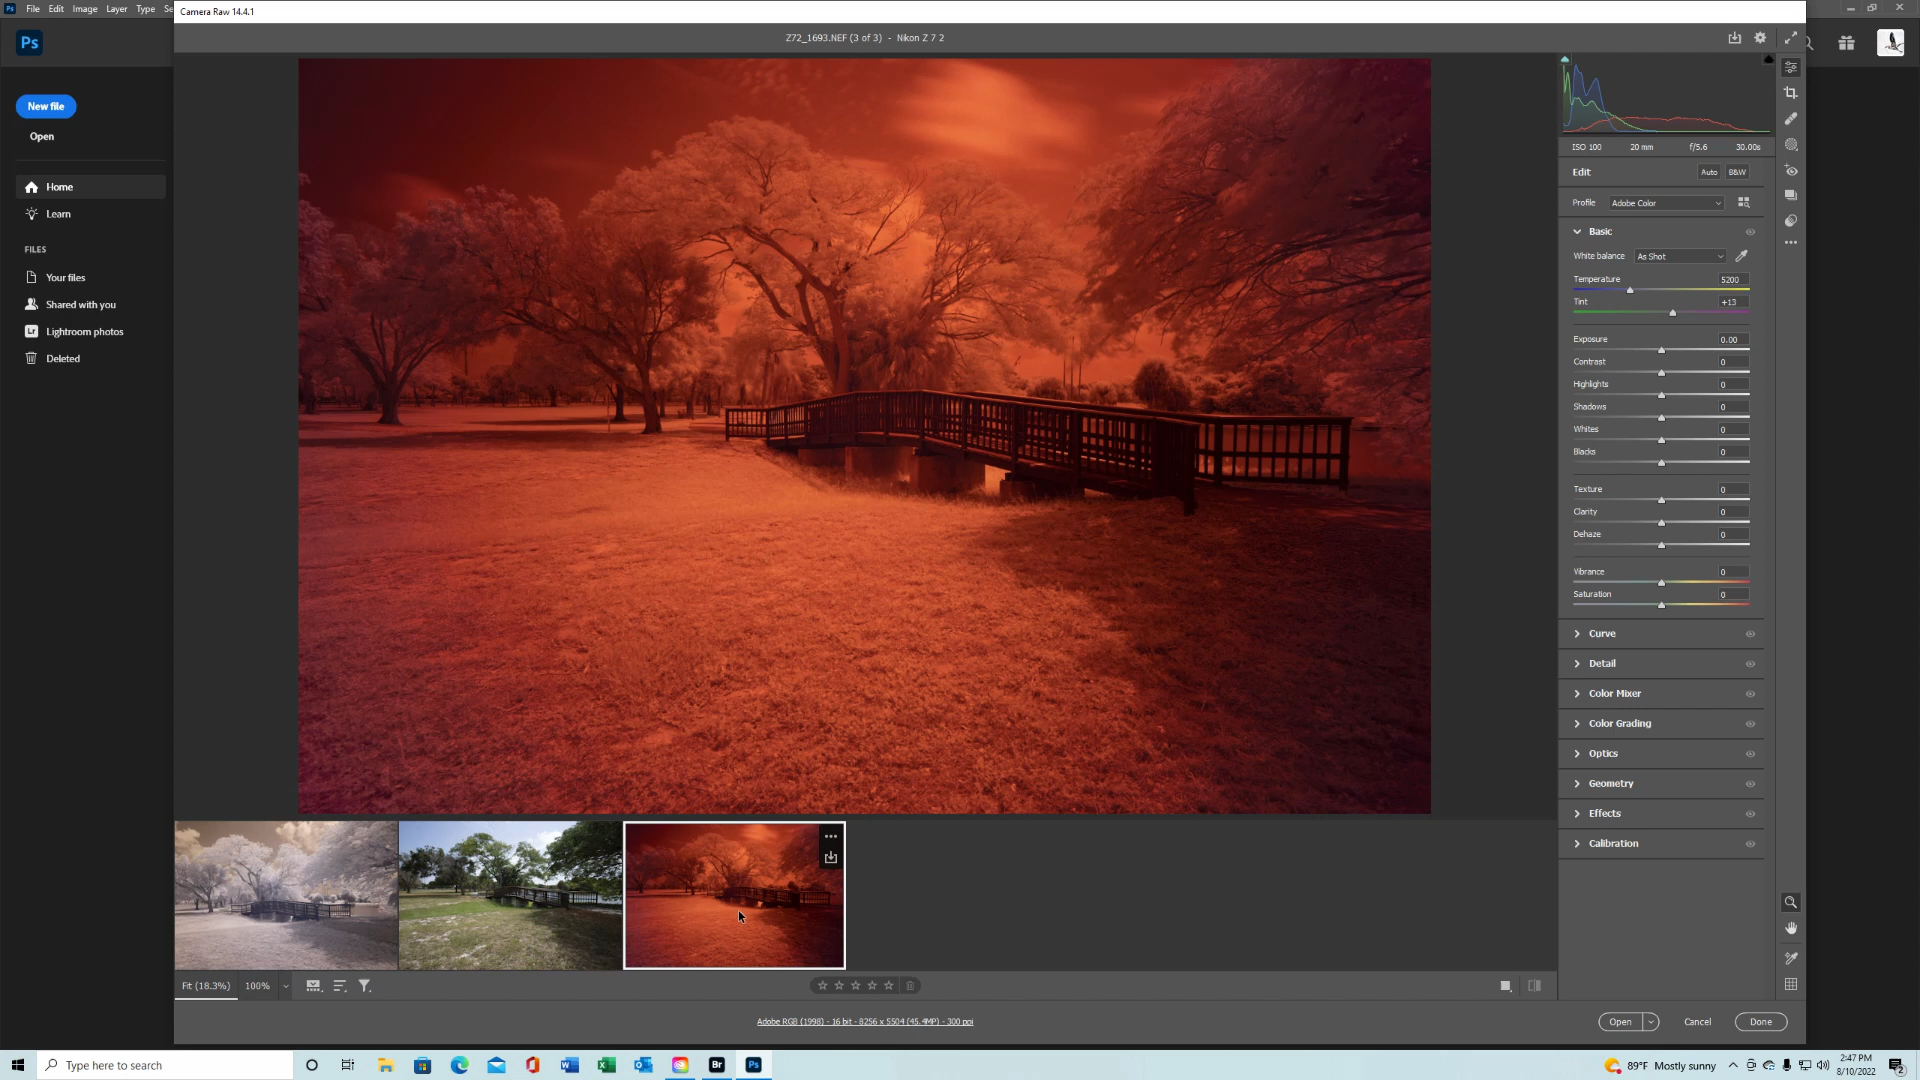 Camera Raw 14.4.1
Ps File Edit Image Layer Type Se
Z72_1693.NEF (3 of 3) - Nikon Z 7 2
Ps
New file
Open
Home
Learn
FILES
Your files
Shared with you
Lr Lightroom photos
Deleted
ISO 100 20 mm f/5.6 30.00s
Edit Auto B&W
Profile Adobe Color
Basic
White balance As Shot
Temperature 5200
Tint +13
Exposure 0.00
Contrast 0
Highlights 0
Shadows 0
Whites 0
Blacks 0
Texture 0
Clarity 0
Dehaze 0
Vibrance 0
Saturation 0
Curve
Detail
Color Mixer
Color Grading
Optics
Geometry
Effects
Calibration
Fit (18.3%) 100%
Adobe RGB (1998) - 16 bit - 8256 x 5504 (45.4MP) - 300 ppi
Open Cancel Done
Type here to search
Br Ps
89°F Mostly sunny
2:47 PM
8/10/2022
2